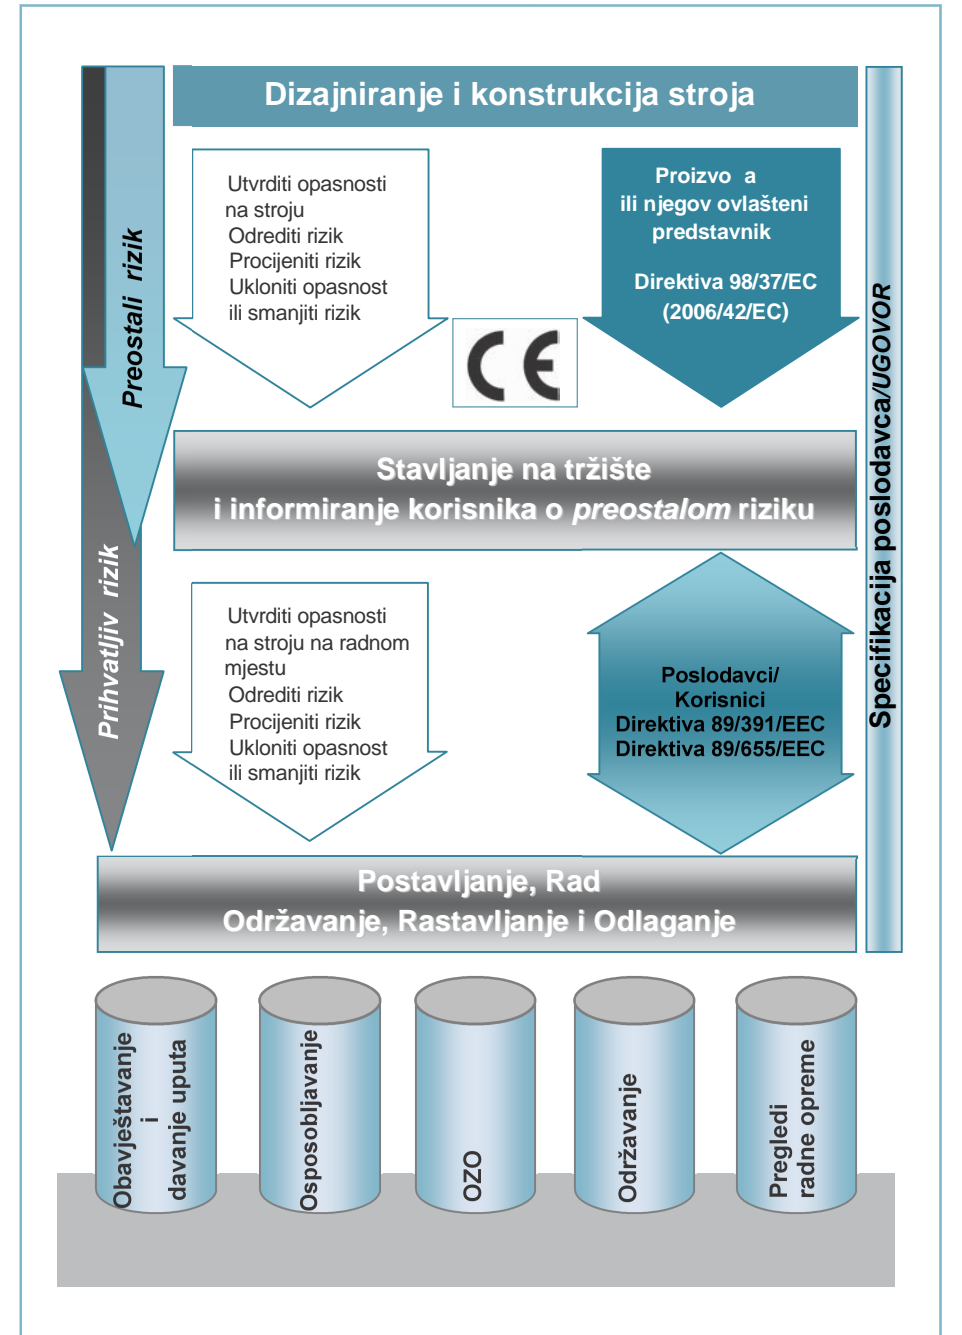 Dizajniranje i konstrukcija stroja
Utvrditi opasnosti
na stroju
Odrediti rizik
Procijeniti rizik
Ukloniti opasnost
ili smanjiti rizik
Proizvo a
ili njegov ovlašteni
predstavnik
Direktiva 98/37/EC
(2006/42/EC)
Preostali rizik
CE
Stavljanje na tržište
i informiranje korisnika o preostalom riziku
Prihvatljiv rizik
Utvrditi opasnosti
na stroju na radnom
mjestu
Odrediti rizik
Procijeniti rizik
Ukloniti opasnost
ili smanjiti rizik
Poslodavci/
Korisnici
Direktiva 89/391/EEC
Direktiva 89/655/EEC
Specifikacija poslodavca/UGOVOR
Postavljanje, Rad
Održavanje, Rastavljanje i Odlaganje
Obavještavanje
i
davanje uputa
Osposobljavanje
OZO
Održavanje
Pregledi
radne opreme